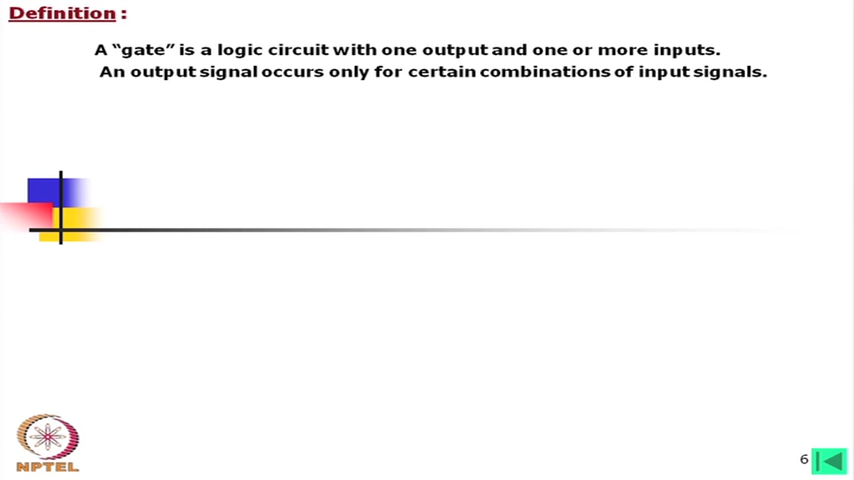 Definition :
A “gate” is a logic circuit with one output and one or more inputs.
An output signal occurs only for certain combinations of input signals.
NPTEL
6